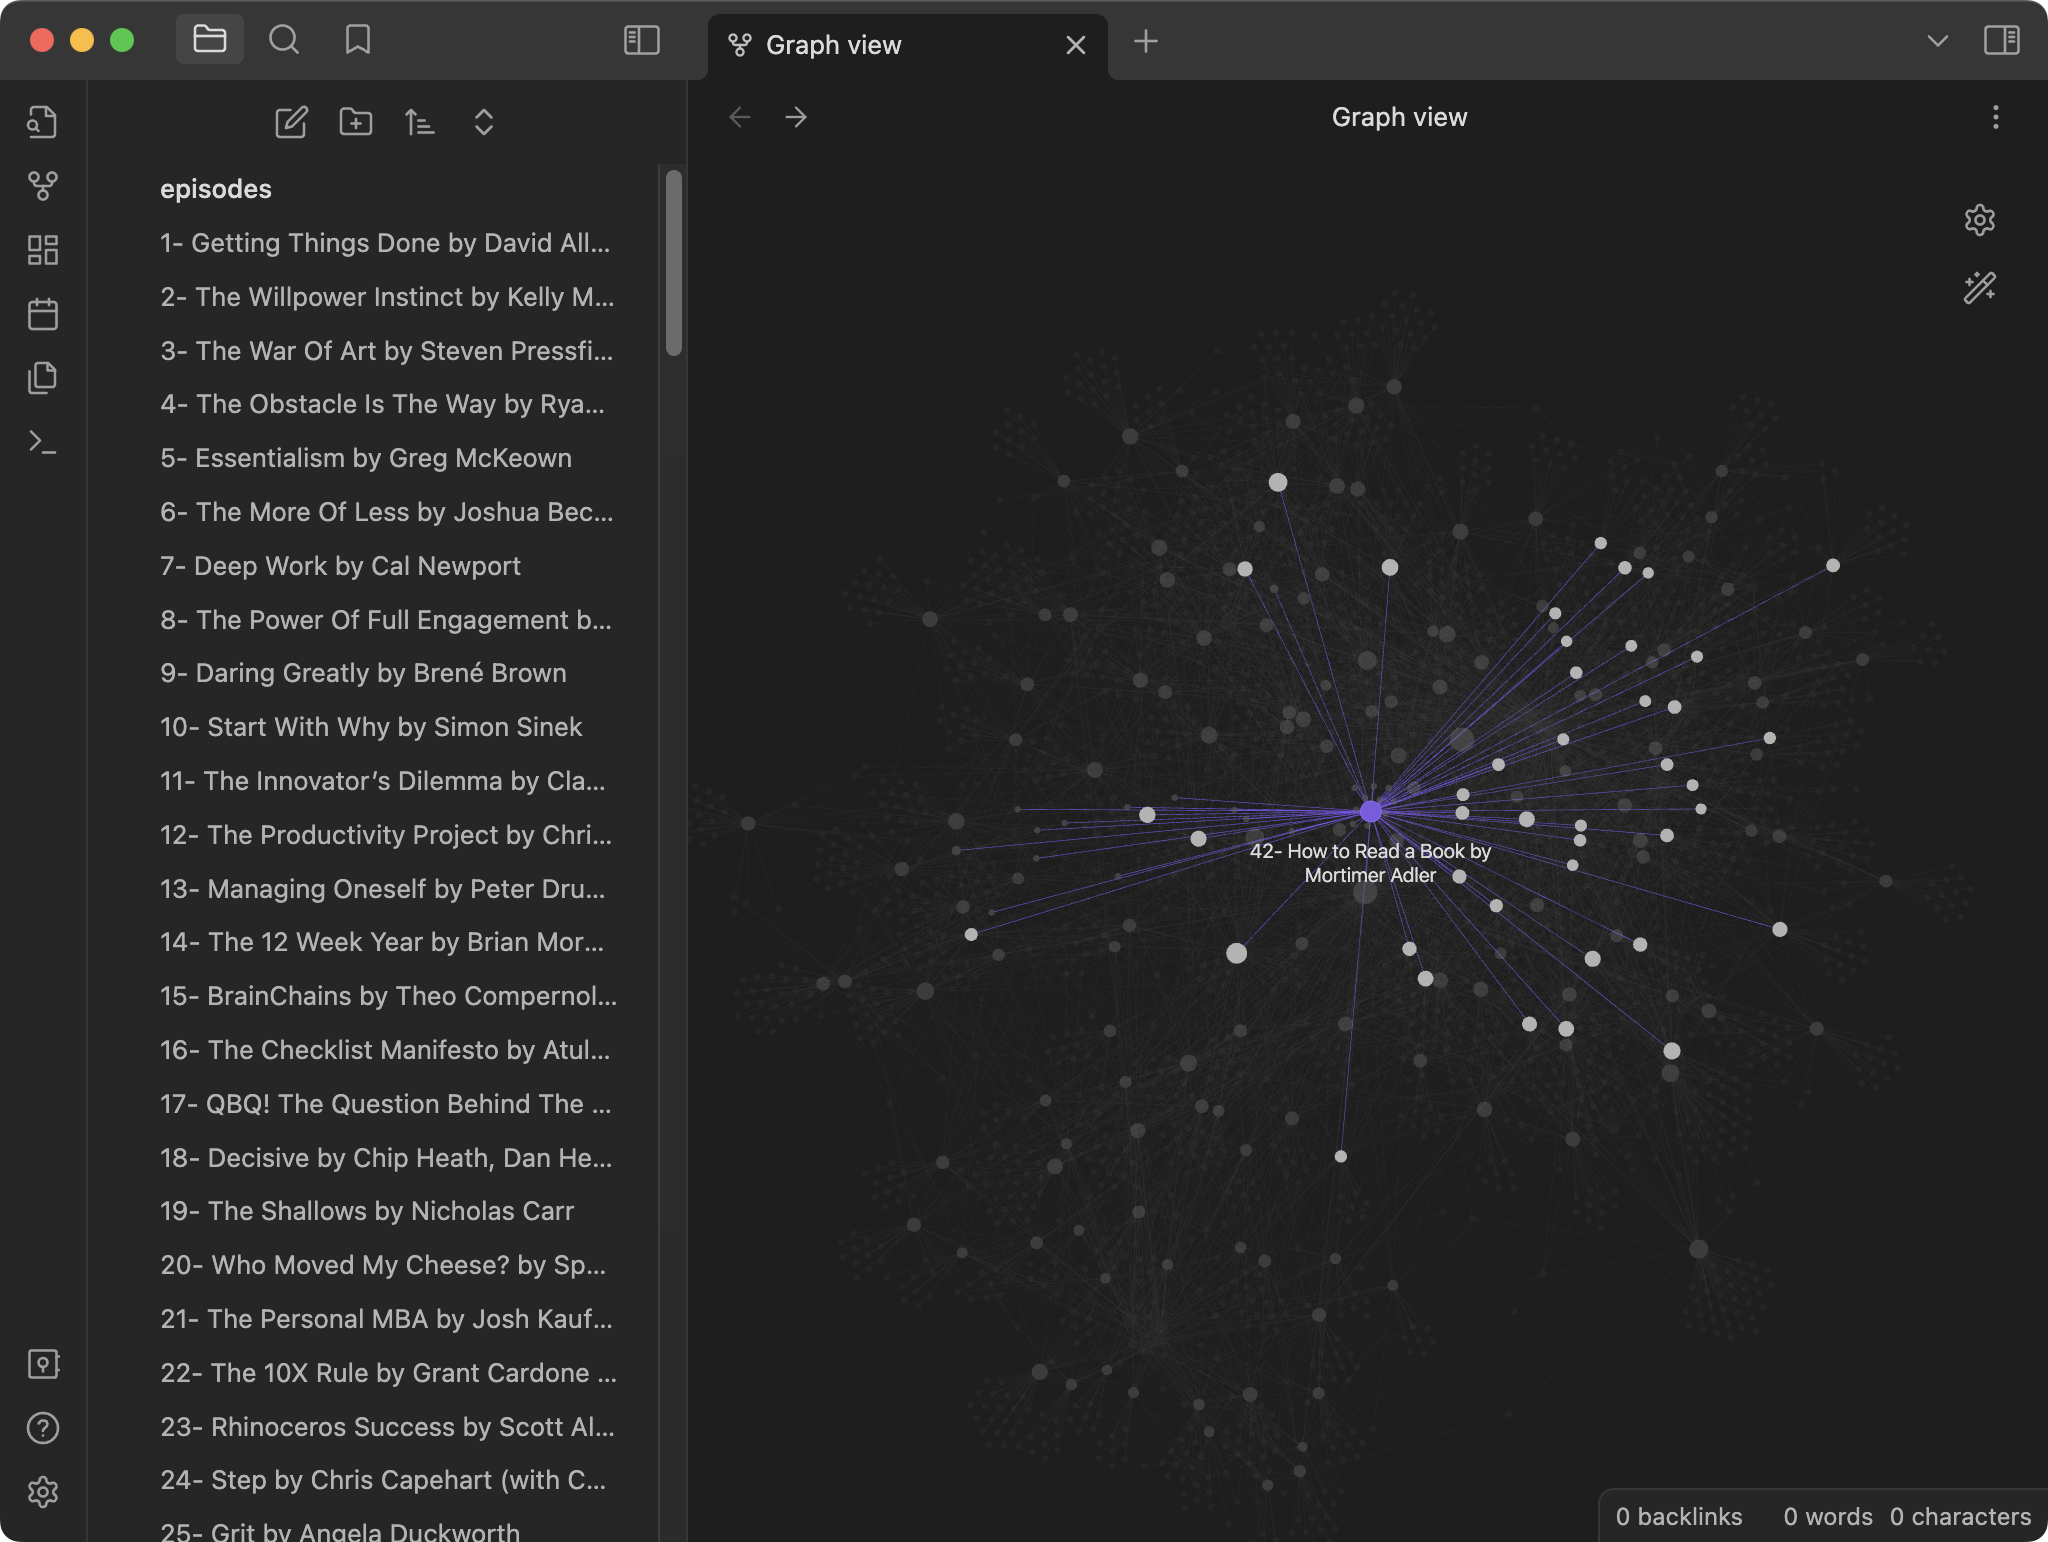 Graph view
Graph view
episodes
1- Getting Things Done by David All...
2- The Willpower Instinct by Kelly M...
3- The War Of Art by Steven Pressfi...
4- The Obstacle Is The Way by Rya...
5- Essentialism by Greg McKeown
6- The More Of Less by Joshua Bec...
7- Deep Work by Cal Newport
8- The Power Of Full Engagement b...
9- Daring Greatly by Brené Brown
10- Start With Why by Simon Sinek
11- The Innovator’s Dilemma by Cla...
12- The Productivity Project by Chri...
13- Managing Oneself by Peter Dru...
14- The 12 Week Year by Brian Mor...
15- BrainChains by Theo Compernol...
16- The Checklist Manifesto by Atul...
17- QBQ! The Question Behind The ...
18- Decisive by Chip Heath, Dan He...
19- The Shallows by Nicholas Carr
20- Who Moved My Cheese? by Sp...
21- The Personal MBA by Josh Kauf...
22- The 10X Rule by Grant Cardone ...
23- Rhinoceros Success by Scott Al...
24- Step by Chris Capehart (with C...
25- Grit by Angela Duckworth
42- How to Read a Book by
Mortimer Adler
0 backlinks 0 words 0 characters